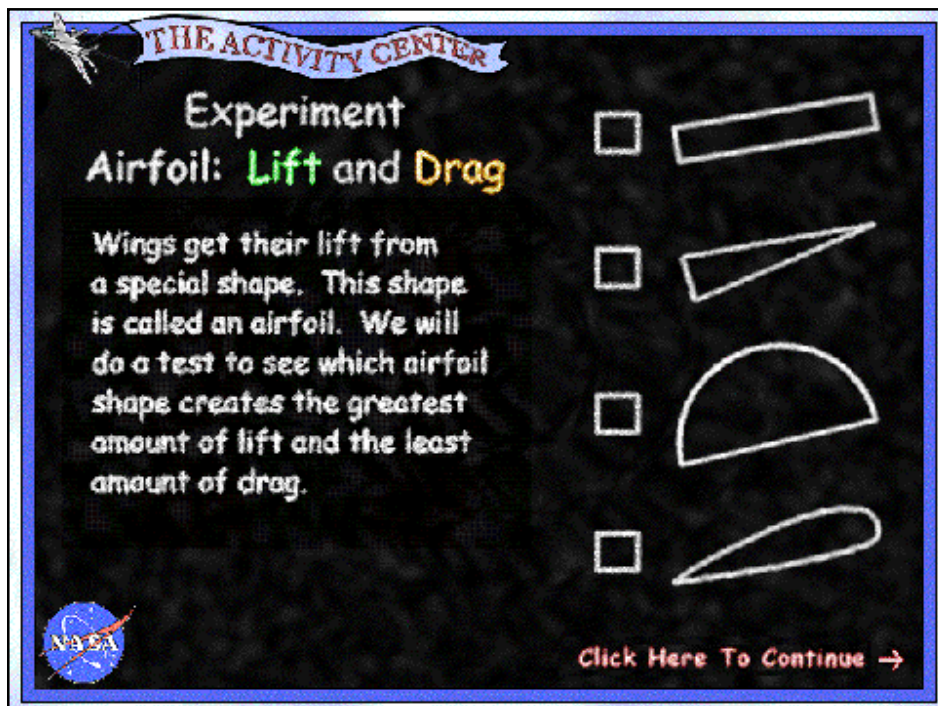 THE ACTIVITY CENTER
Experiment
Airfoil: Lift and Drag
Wings get their lift from
a special shape. This shape
is called an airfoil. We will
do a test to see which airfoil
shape creates the greatest
amount of lift and the least
amount of drag.
NASA
Click Here To Continue →